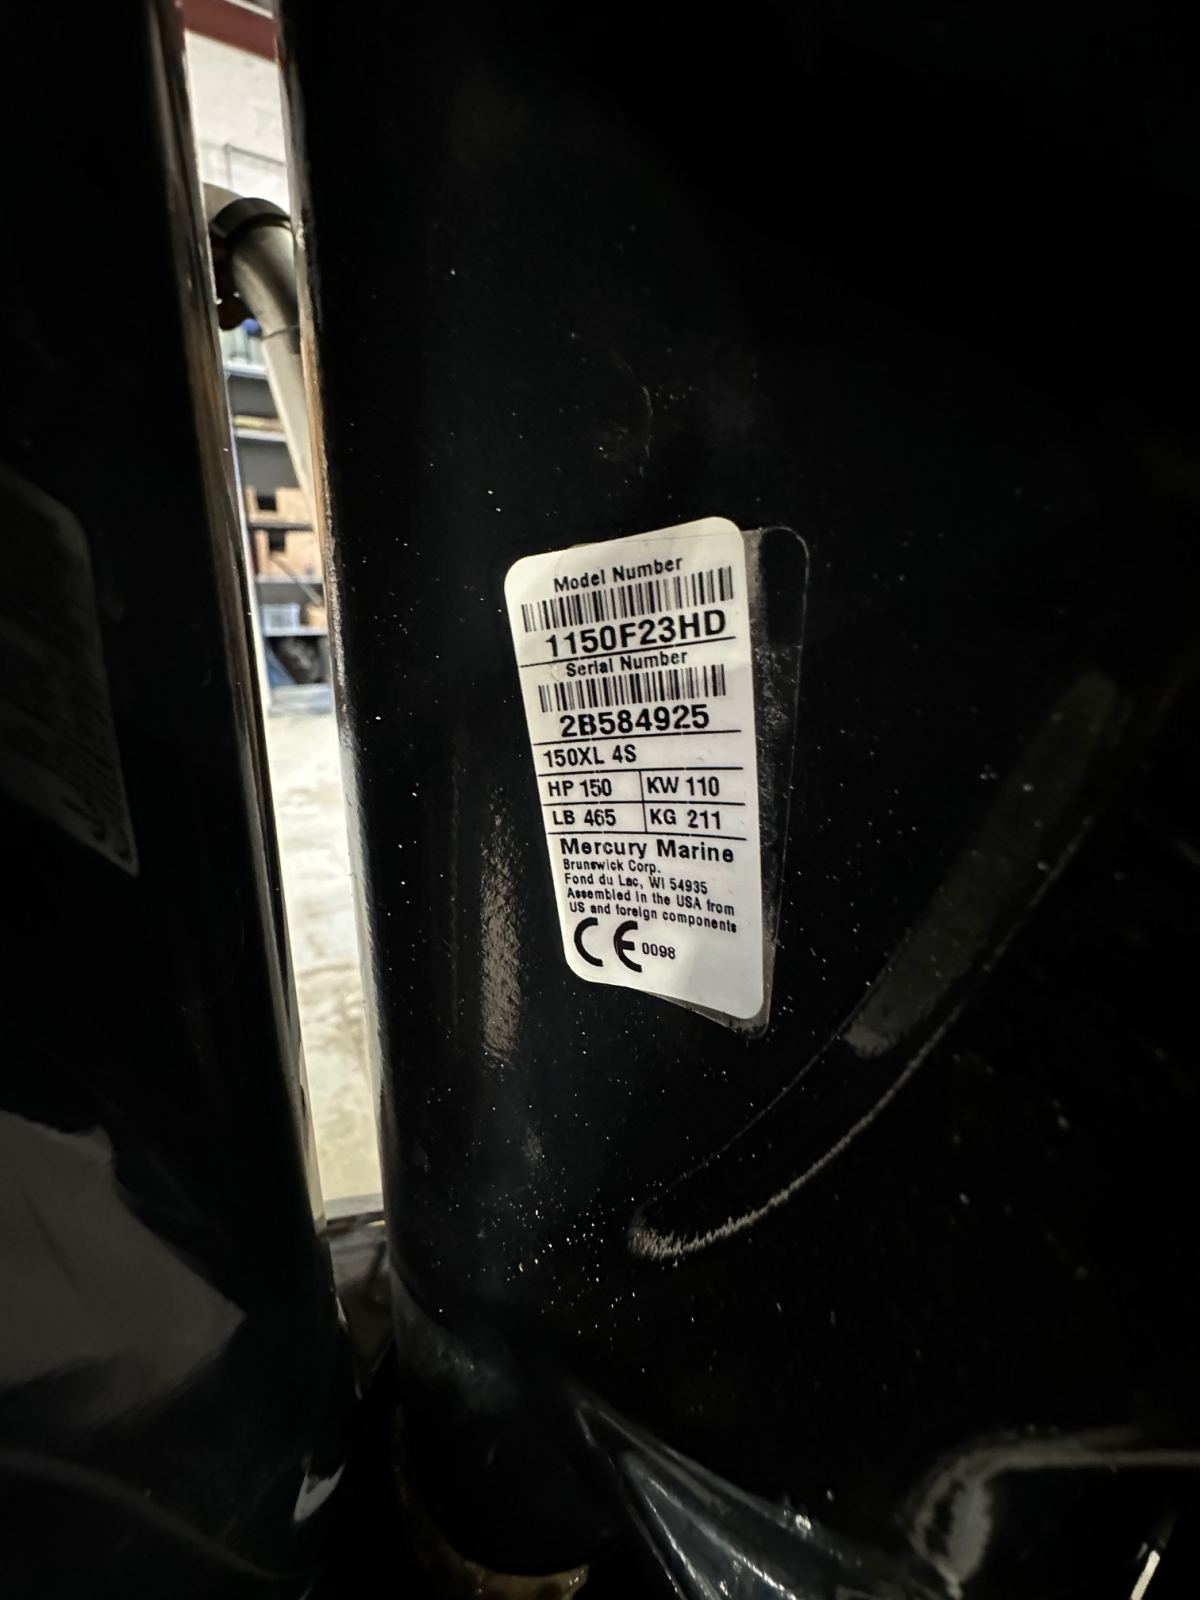 Model Number
1150F23HD
Serial Number
2B584925
150XL 4S
HP 150 KW 110
LB 465 KG 211
Mercury Marine
Brunswick Corp.
Fond du Lac, WI 54935
Assembled in the USA from
US and foreign components
CE 0098